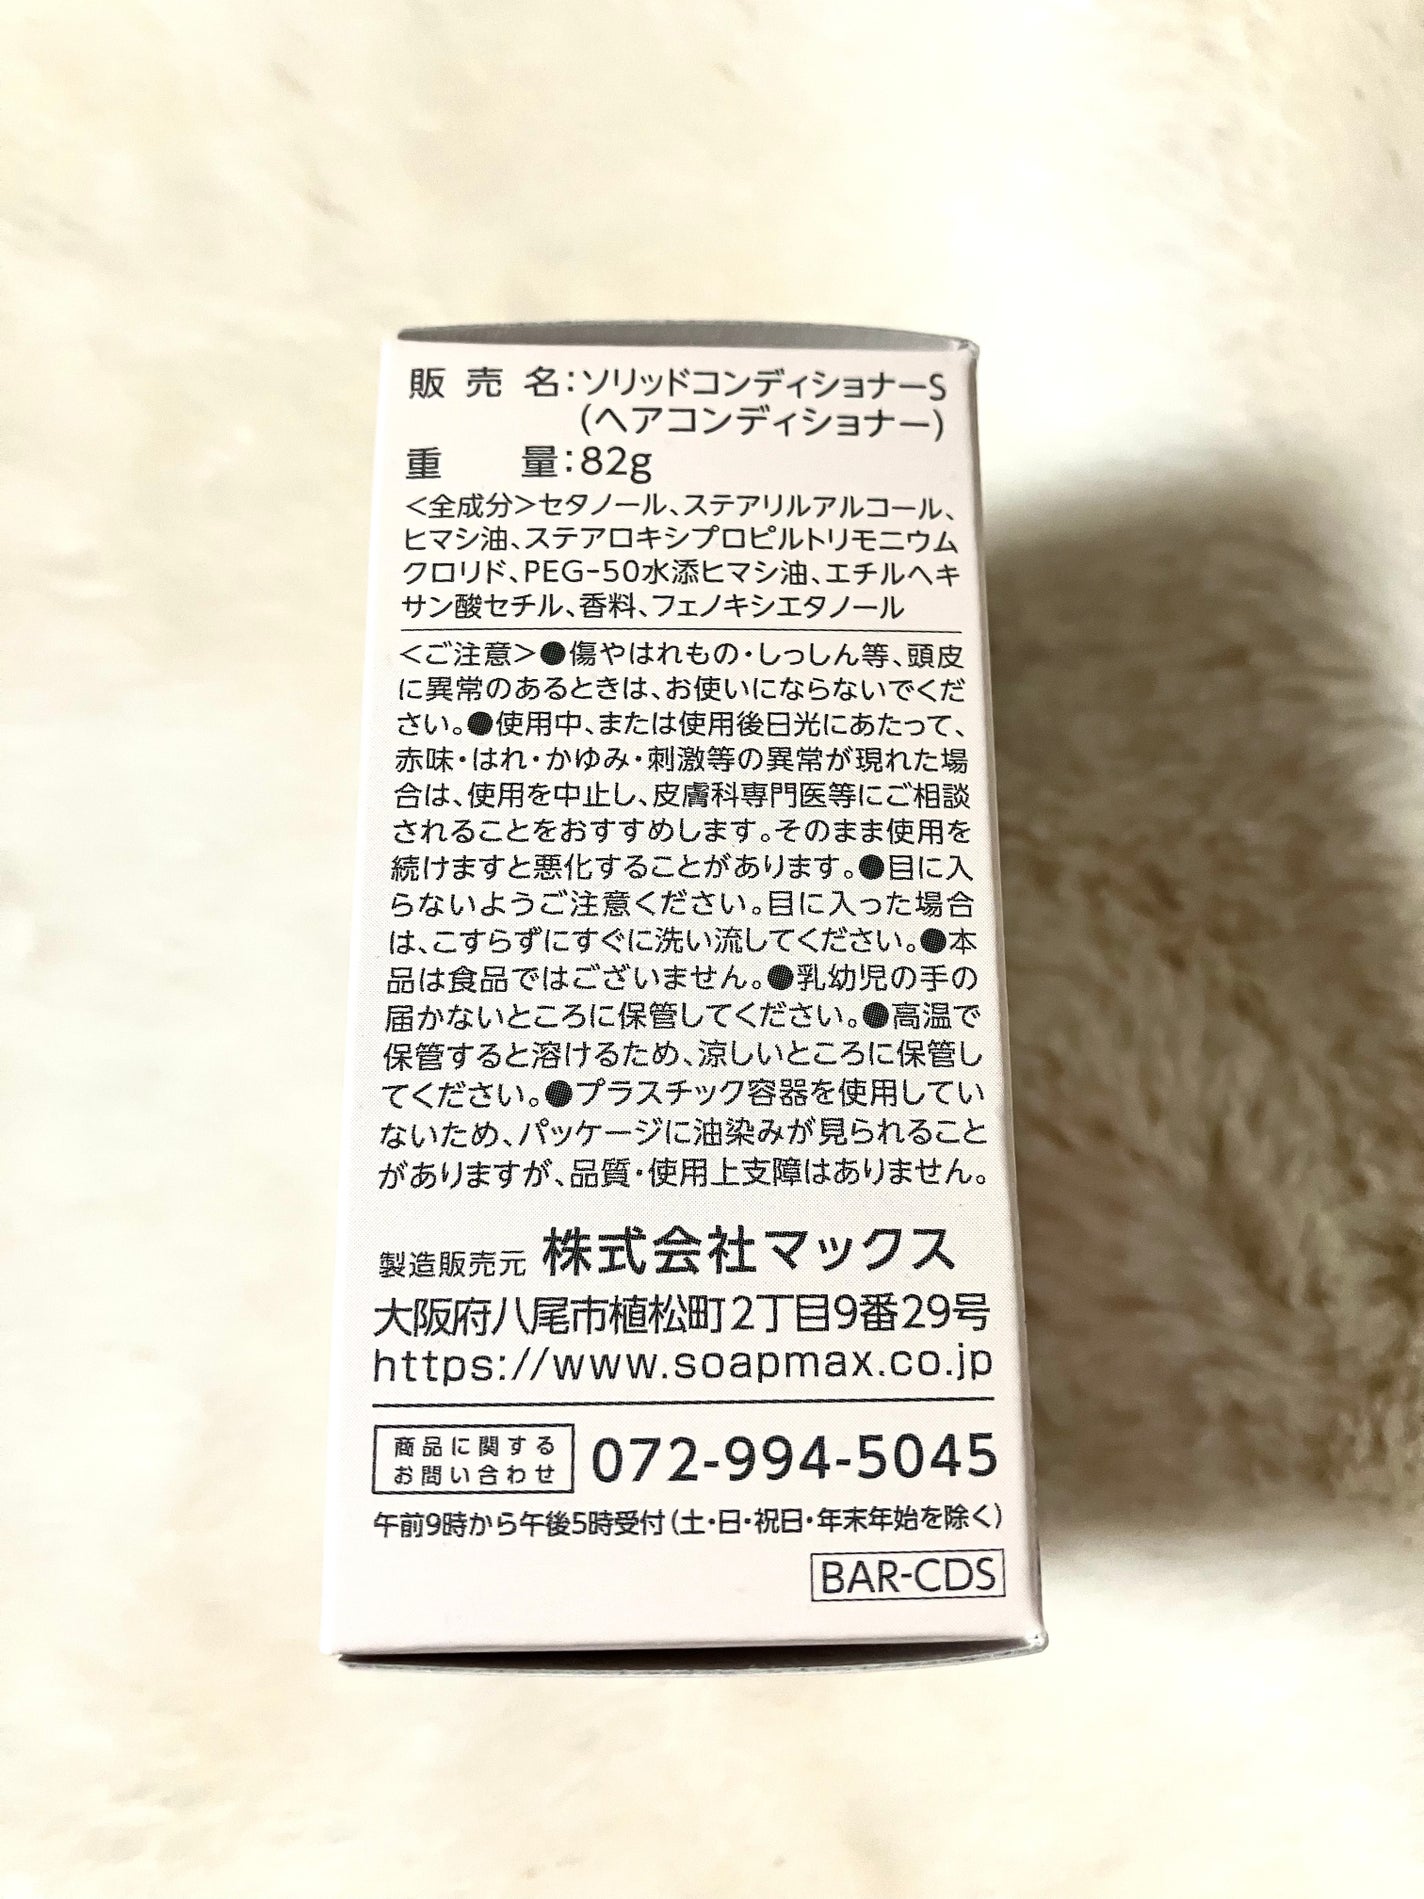 販売名:ソリッドコンディショナーS
(ヘアコンディショナー)
重量:82g
<全成分>セタノール、ステアリルアルコール、
ヒマシ油、ステアロキシプロピルトリモニウム
クロリド、PEG-50水添ヒマシ油、エチルヘキ
サン酸セチル、香料、フェノキシエタノール
<ご注意>●傷やはれもの・しっしん等、頭皮
に異常のあるときは、お使いにならないでくだ
さい。●使用中、または使用後日光にあたって、
赤味・はれ・かゆみ・刺激等の異常が現れた場
合は、使用を中止し、皮膚科専門医等にご相談
されることをおすすめします。そのまま使用を
続けますと悪化することがあります。●目に入
らないようご注意ください。目に入った場合
は、こすらずにすぐに洗い流してください。●本
品は食品ではございません。●乳幼児の手の
届かないところに保管してください。●高温で
保管すると溶けるため、涼しいところに保管し
てください。●プラスチック容器を使用してい
ないため、パッケージに油染みが見られること
がありますが、品質・使用上支障はありません。
製造販売元 株式会社マックス
大阪府八尾市植松町2丁目9番29号
https://www.soapmax.co.jp
商品に関する
お問い合わせ
072-994-5045
午前9時から午後5時受付(土・日・祝日・年末年始を除く)
BAR-CDS